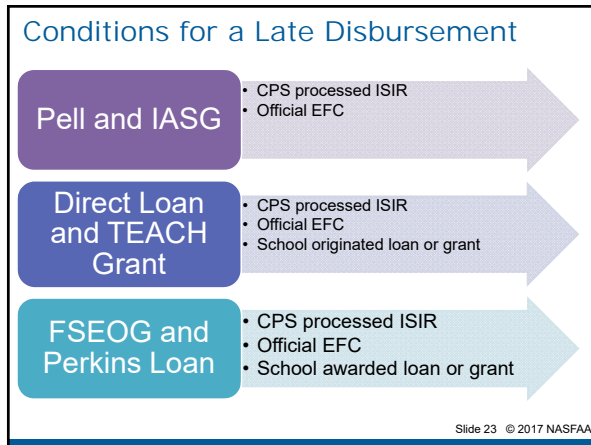 Conditions for a Late Disbursement
Pell and IASG
• CPS processed ISIR
• Official EFC
Direct Loan
and TEACH
Grant
• CPS processed ISIR
• Official EFC
• School originated loan or grant
FSEOG and
Perkins Loan
• CPS processed ISIR
• Official EFC
• School awarded loan or grant
Slide 23 © 2017 NASFAA